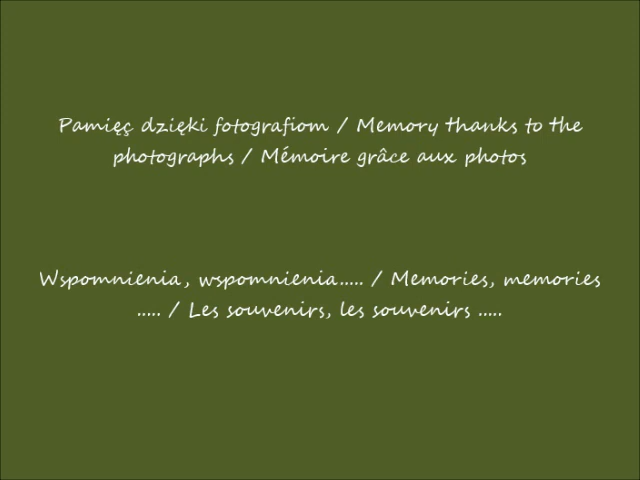 Pamięç dzięki fotografiom / Memory thanks to the
photographs / Mémoire grâce aux photos
Wspomnienia, wspomnienia..... / Memories, memories
..... / Les souvenirs, les souvenirs .....